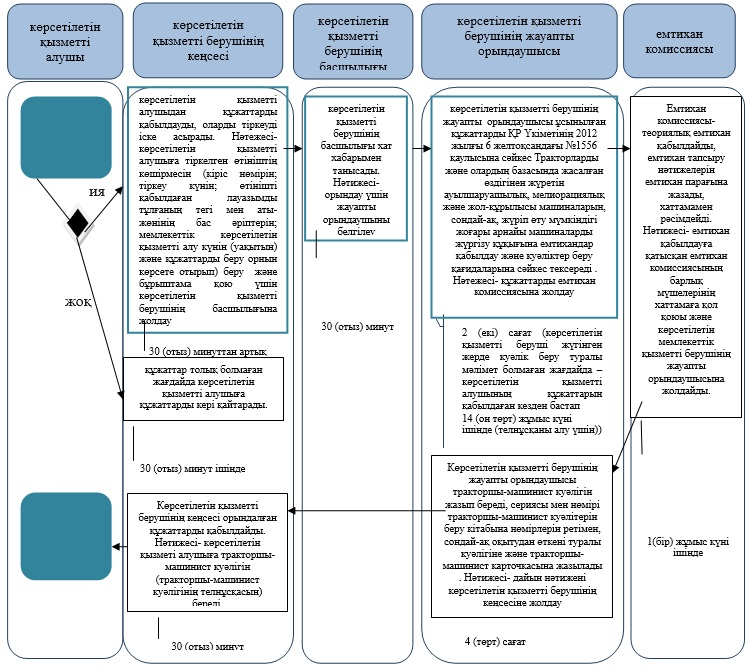 көрсетілетін
қызметті
алушы
көрсетілетін
қызметті берушінің
кеңсесі
көрсетілетін
қызметті
берушінің
басшылығы
көрсетілетін қызметті
берушінің жауапты
орындаушысы
емтихан
комиссиясы
ИЯ
ЖОҚ
көрсетілетін қызметті
алушыдан құжаттарды
қабылдауды, оларды тіркеуді
іске асырады. Нәтежесі-
көрсетілетін қызметті
алушыға тіркелген өтініштің
көшірмесін (кіріс нөмірін;
тіркеу күнін; өтінішті
қабылдаған лауазымды
тұлғаның тегі мен аты-
жөнінің бас әріптерін;
мемлекеттік көрсетілетін
қызметті алу күнін (уақытын)
және құжаттарды беру орнын
көрсете отырып) беру және
бұрыштама қою үшін
көрсетілетін қызметті
берушінің басшылығына
жолдау
30 (отыз) минуттан артық
құжаттар толық болмаған
жағдайда көрсетілетін
қызметті алушыға
құжаттарды кері қайтарады.
30 (отыз) минут ішінде
көрсетілетін
қызметті
берушінің
басшылығы хат
хабарымен
танысады.
Нәтижесі-
орындау үшін
жауапты
орындаушыны
белгілеу
30 (отыз) минут
көрсетілетін қызметті берушінің
жауапты орындаушысы ұсынылған
құжаттарды ҚР Үкіметінің 2012
жылғы 6 желтоқсандағы №1556
қаулысына сәйкес Тракторларды
және олардың базасында жасалған
өздігінен жүретін
ауылшаруашылық, мелиорациялық
және жол-құрылысы машиналарын,
сондай-ақ, жүріп өту мүмкіндігі
жоғары арнайы машиналарды
жүргізу құқығына емтихандар
қабылдау және куәліктер беру
қағидаларына сәйкес тексереді .
Нәтежесі- құжаттарды емтихан
комиссиясына жолдау
2 (екі) сағат (көрсетілетін
қызметті беруші жүгінген
жерде куәлік беру туралы
мәлімет болмаған жағдайда –
көрсетілетін қызметті
алушының құжаттарын
қабылдаған кезден бастап
14 (он төрт) жұмыс күні
ішінде (телнұсқаны алу үшін))
Емтихан
комиссиясы-
теориялық емтихан
қабылдайды,
емтихан тапсыру
нәтижелерін
емтихан парағына
жазады,
хаттамамен
рәсімдейді.
Нәтижесі- емтихан
қабылдауға
қатысқан емтихан
комиссиясының
барлық
мүшелерінің
хаттамаға қол
қоюы және
көрсетілетін
мемлекеттік
қызметті берушінің
жауапты
орындаушысына
жолдайды.
1(бір) жұмыс күні
ішінде
Көрсетілетін қызметті берушінің
жауапты орындаушысы
тракторшы-машинист куәлігін
жазып береді, сериясы мен нөмірі
тракторшы-машинист куәлітерін
беру кітабына нөмірлерін ретімен,
сондай-ақ оқытудан өткені туралы
куәлігіне және тракторшы-
машинист карточкасына жазылады
. Нәтижесі- дайын нәтижені
көрсетілетін қызметті берушінің
кеңсесіне жолдау
4 (төрт) сағат
Көрсетілетін қызметті
берушінің кеңсесі орындалған
құжаттарды қабылдайды.
Нәтижесі- көрсетілетін
қызметі алушыға тракторшы-
машинист куәлігін
(тракторшы-машинист
куәлігінің телнұсқасын)
береді
30 (отыз) минут